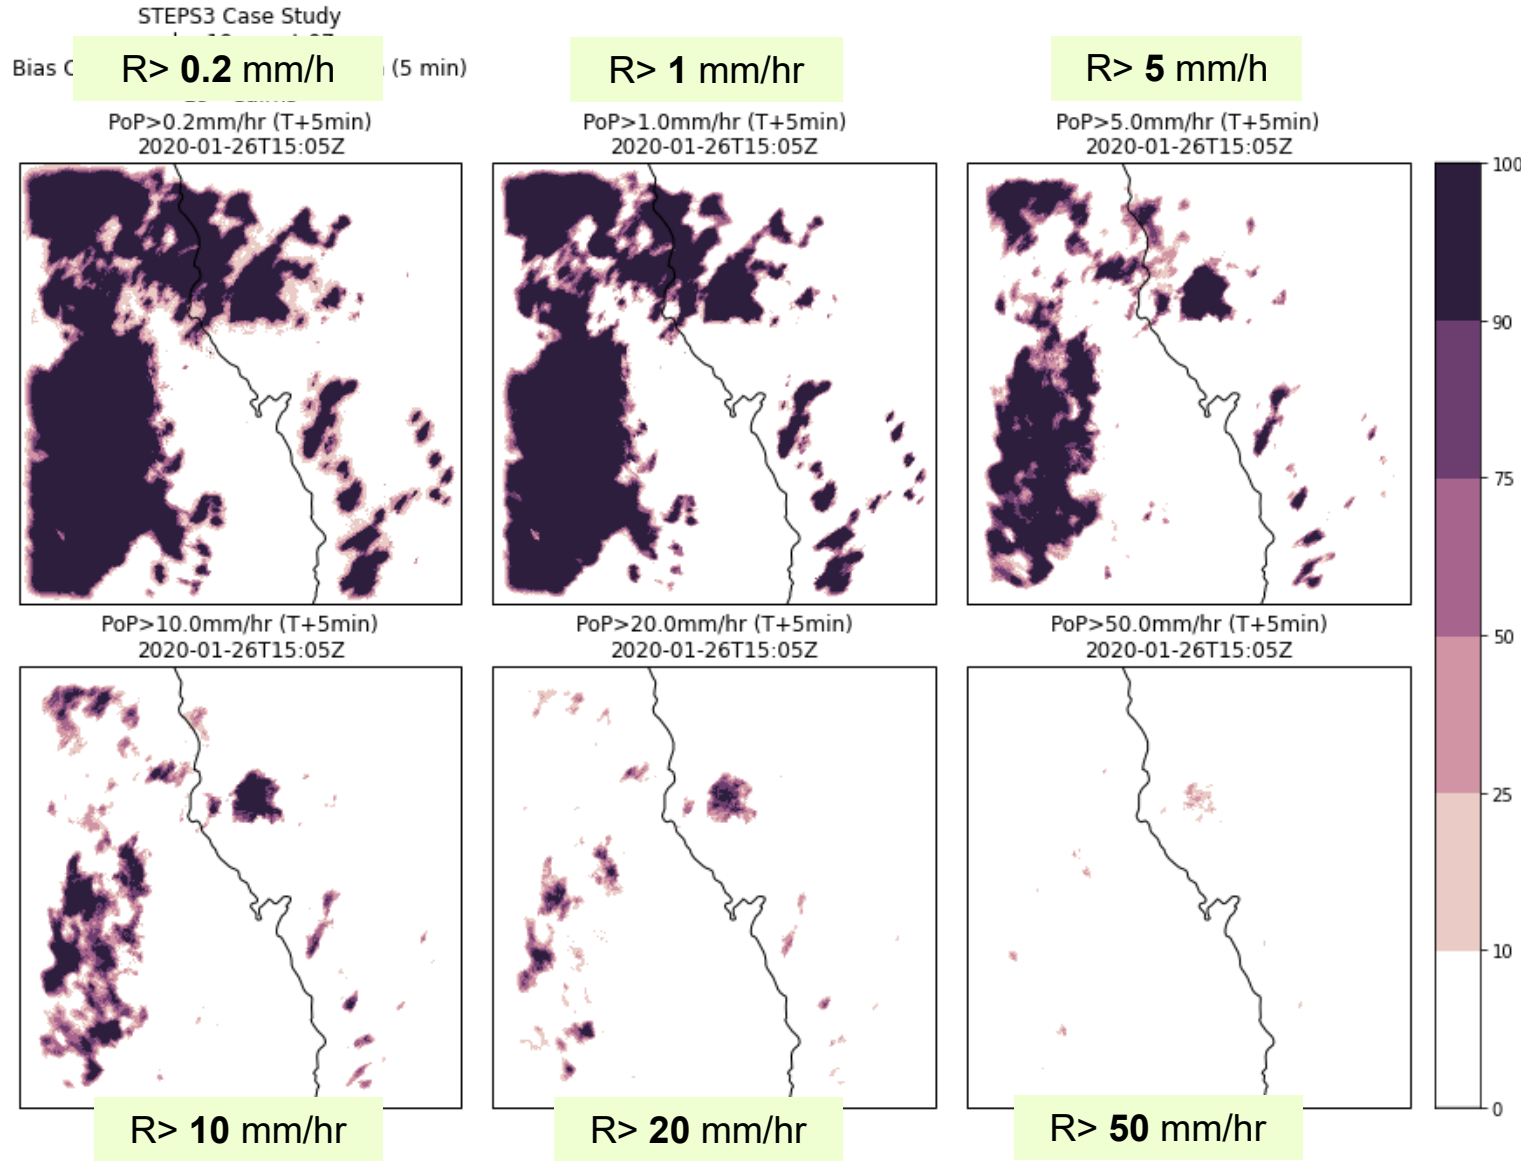 STEPS3 Case Study
Bias
(5 min)
R> 0.2 mm/h
R> 1 mm/hr
R> 5 mm/h
PoP>0.2mm/hr (T+5min)
2020-01-26T15:05Z
PoP>1.0mm/hr (T+5min)
2020-01-26T15:05Z
PoP>5.0mm/hr (T+5min)
2020-01-26T15:05Z
100
90
75
50
25
10
0
PoP>10.0mm/hr (T+5min)
2020-01-26T15:05Z
PoP>20.0mm/hr (T+5min)
2020-01-26T15:05Z
PoP>50.0mm/hr (T+5min)
2020-01-26T15:05Z
R> 10 mm/hr
R> 20 mm/hr
R> 50 mm/hr